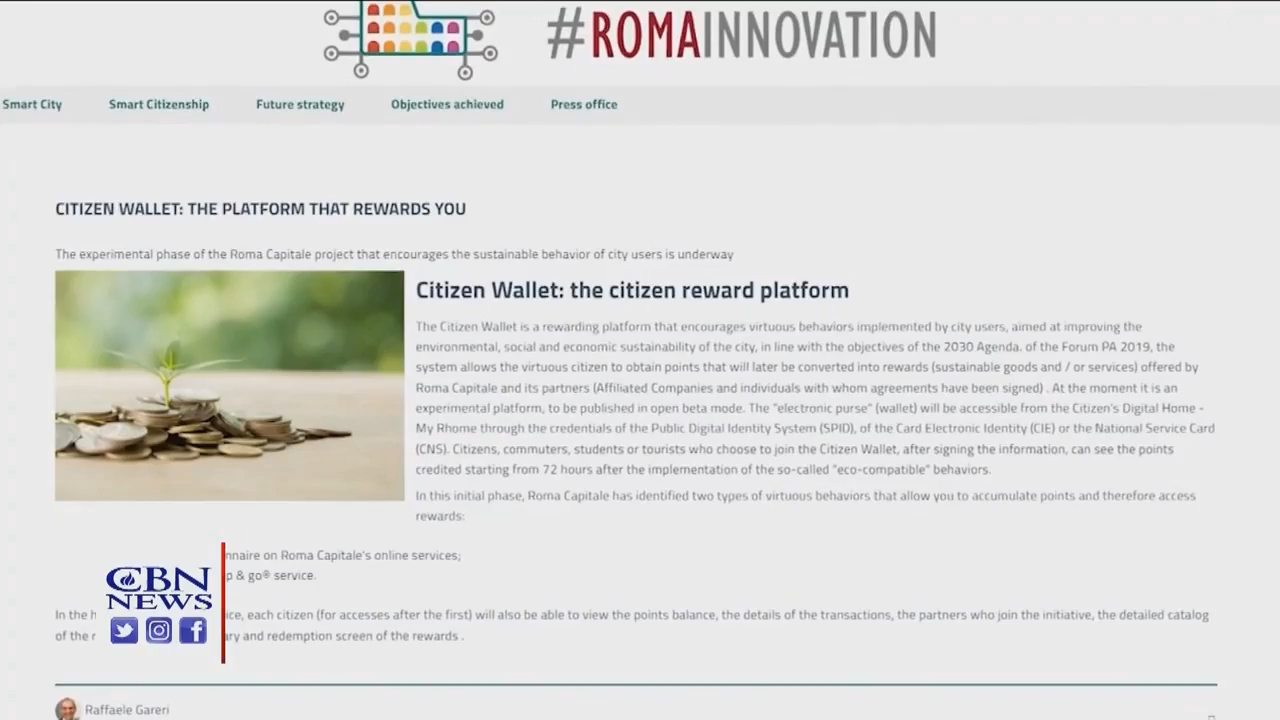 #ROMAINNOVATION
Smart City Smart Citizenship Future strategy Objectives achieved Press office
CITIZEN WALLET: THE PLATFORM THAT REWARDS YOU
The experimental phase of the Roma Capitale project that encourages the sustainable behavior of city users is underway
Citizen Wallet: the citizen reward platform
The Citizen Wallet is a rewarding platform that encourages virtuous behaviors implemented by city users, aimed at improving the
environmental, social and economic sustainability of the city, in line with the objectives of the 2030 Agenda. of the Forum PA 2019, the
system allows the virtuous citizen to obtain points that will later be converted into rewards (sustainable goods and / or services) offered by
Roma Capitale and its partners (Affiliated Companies and individuals with whom agreements have been signed) . At the moment it is an
experimental platform, to be published in open beta mode. The "electronic purse" (wallet) will be accessible from the Citizen's Digital Home -
My Rhome through the credentials of the Public Digital Identity System (SPID), of the Card Electronic Identity (CIE) or the National Service Card
(CNS). Citizens, commuters, students or tourists who choose to join the Citizen Wallet, after signing the information, can see the points
credited starting from 72 hours after the implementation of the so-called "eco-compatible" behaviors.
In this initial phase, Roma Capitale has identified two types of virtuous behaviors that allow you to accumulate points and therefore access
rewards:
nnaire on Roma Capitale's online services;
p & go® service.
In the h ice, each citizen (for accesses after the first) will also be able to view the points balance, the details of the transactions, the partners who join the initiative, the detailed catalog
of the r ary and redemption screen of the rewards .
CBN
NEWS
Raffaele Gareri